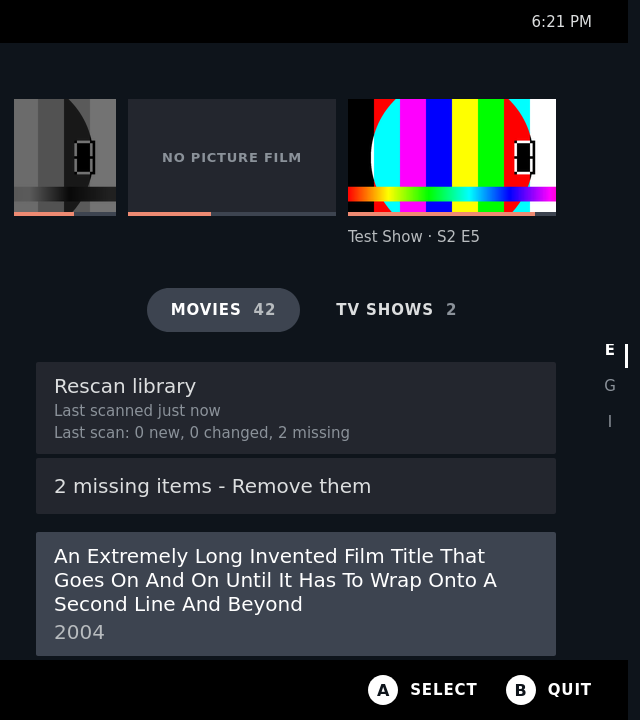 6:21 PM
NO PICTURE FILM
Test Show · S2 E5
MOVIES 42 TV SHOWS 2
E
G
I
Rescan library
Last scanned just now
Last scan: 0 new, 0 changed, 2 missing
2 missing items - Remove them
An Extremely Long Invented Film Title That
Goes On And On Until It Has To Wrap Onto A
Second Line And Beyond
2004
A SELECT B QUIT